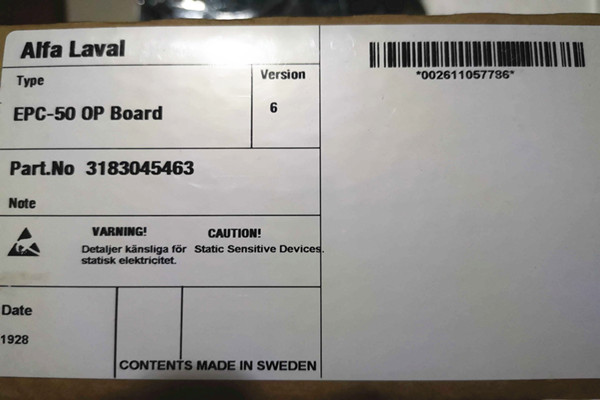 Alfa Laval
*002611057786*
Type
Version
EPC-50 OP Board
6
Part.No 3183045463
Note
VARNING!
CAUTION!
Detaljer känsliga för
statisk elektricitet.
Static Sensitive Devices.
Date
1928
CONTENTS MADE IN SWEDEN